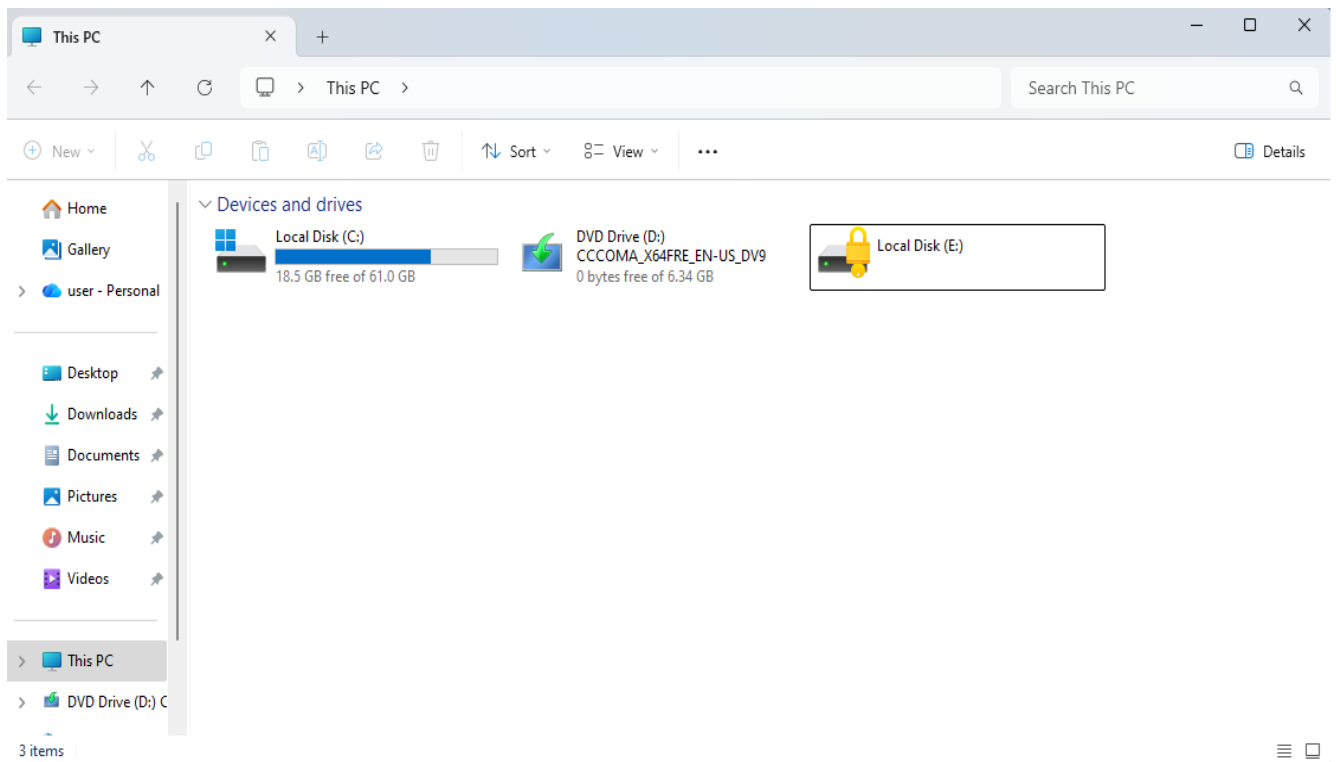 This PC
This PC
Search This PC
New
Sort
View
Details
Home
Gallery
user - Personal
Desktop
Downloads
Documents
Pictures
Music
Videos
This PC
DVD Drive (D:) C
Devices and drives
Local Disk (C:)
18.5 GB free of 61.0 GB
DVD Drive (D:)
CCCOMA_X64FRE_EN-US_DV9
0 bytes free of 6.34 GB
Local Disk (E:)
3 items